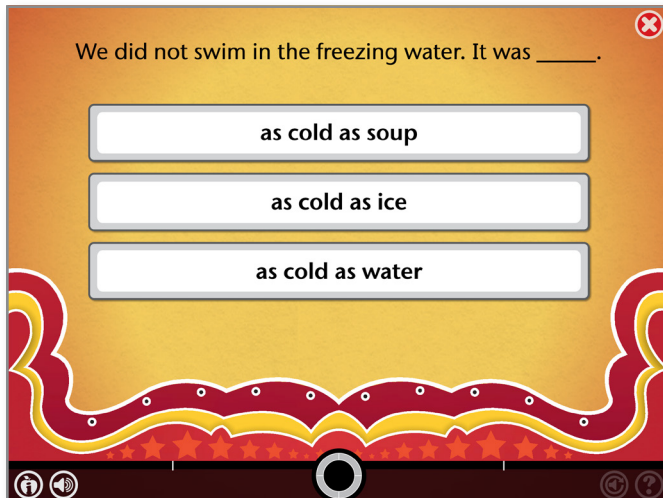 We did not swim in the freezing water. It was _____.
as cold as soup
as cold as ice
as cold as water